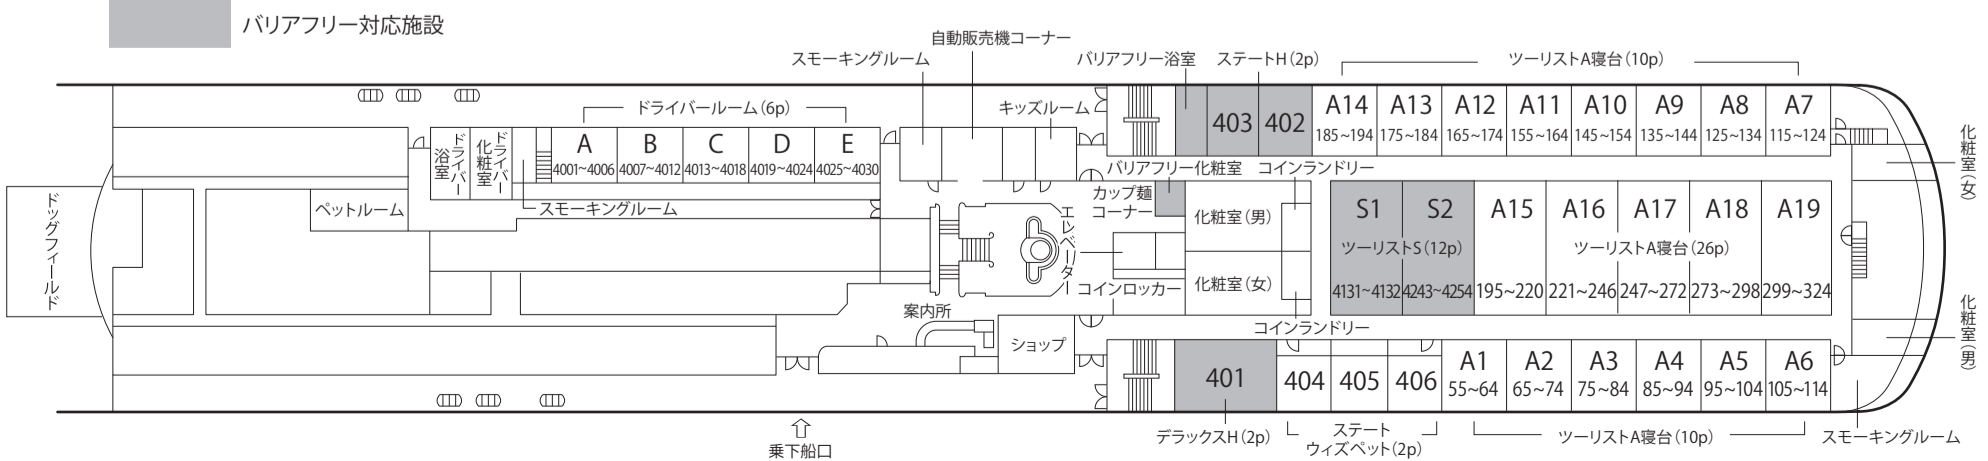 バリアフリー対応施設
自動販売機コーナー
スモーキングルーム
バリアフリー浴室
ステートH(2p)
ツーリストA寝台(10p)
ドライバールーム(6p)
キッズルーム
ドライバー浴室
ドライバー化粧室
A
4001~4006
B
4007~4012
C
4013~4018
D
4019~4024
E
4025~4030
403
402
A14
185~194
A13
175~184
A12
165~174
A11
155~164
A10
145~154
A9
135~144
A8
125~134
A7
115~124
化粧室(女)
バリアフリー化粧室
コインランドリー
ドッグフィールド
ペットルーム
スモーキングルーム
エレベーター
カップ麺
コーナー
化粧室(男)
化粧室(女)
コインロッカー
S1
S2
ツーリストS(12p)
4131~4132
4243~4254
A15
A16
A17
A18
A19
ツーリストA寝台(26p)
195~220
221~246
247~272
273~298
299~324
コインランドリー
案内所
ショップ
401
404
405
406
A1
55~64
A2
65~74
A3
75~84
A4
85~94
A5
95~104
A6
105~114
化粧室(男)
乗下船口
デラックスH(2p)
ステート
ウィズペット(2p)
ツーリストA寝台(10p)
スモーキングルーム